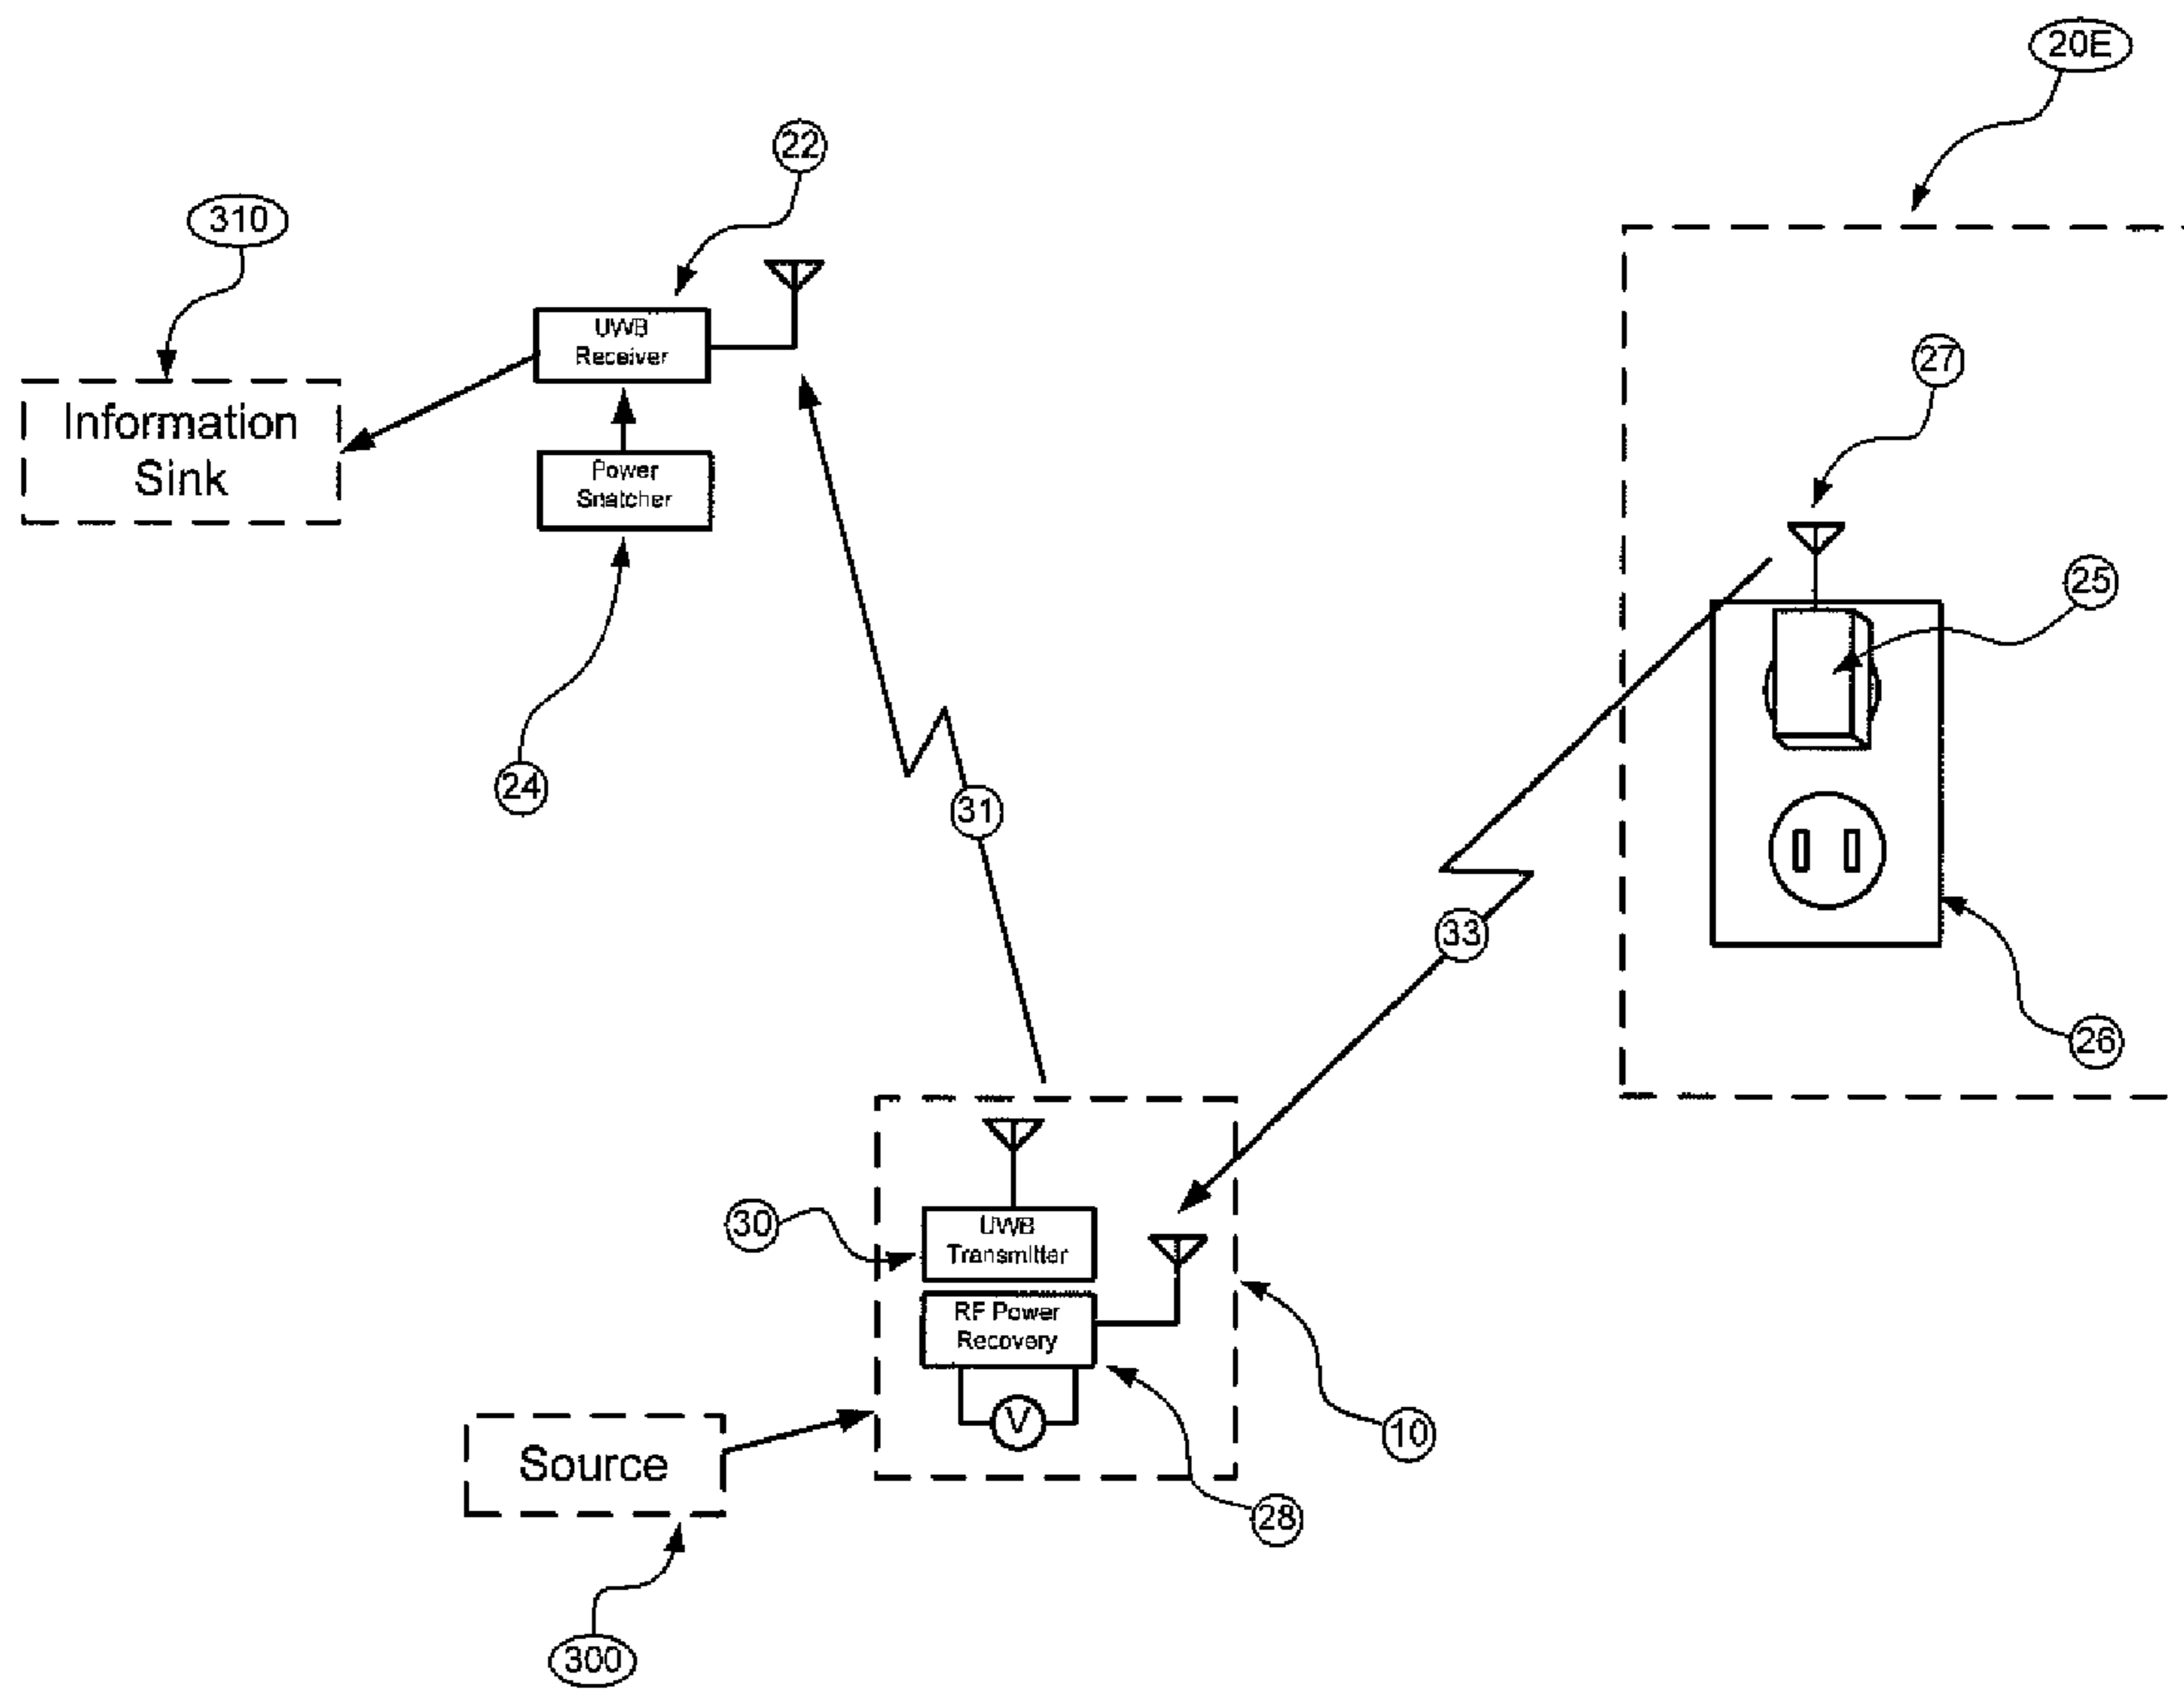 20E
22
310
UWB
Receiver
27
Information
Sink
Power
Snatcher
25
24
31
33
26
30
UWB
Transmitter
RF Power
Recovery
V
10
Source
28
300